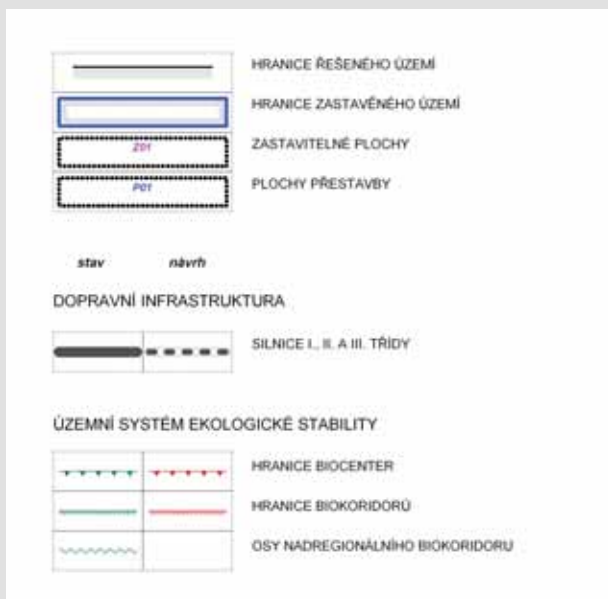 HRANICE ŘEŠENÉHO ÚZEMÍ
HRANICE ZASTAVĚNÉHO ÚZEMÍ
Z01 ZASTAVITELNÉ PLOCHY
P01 PLOCHY PŘESTAVBY
stav návrh
DOPRAVNÍ INFRASTRUKTURA
SILNICE I., II. A III. TŘÍDY
ÚZEMNÍ SYSTÉM EKOLOGICKÉ STABILITY
HRANICE BIOCENTER
HRANICE BIOKORIDORŮ
OSY NADREGIONÁLNÍHO BIOKORIDORU